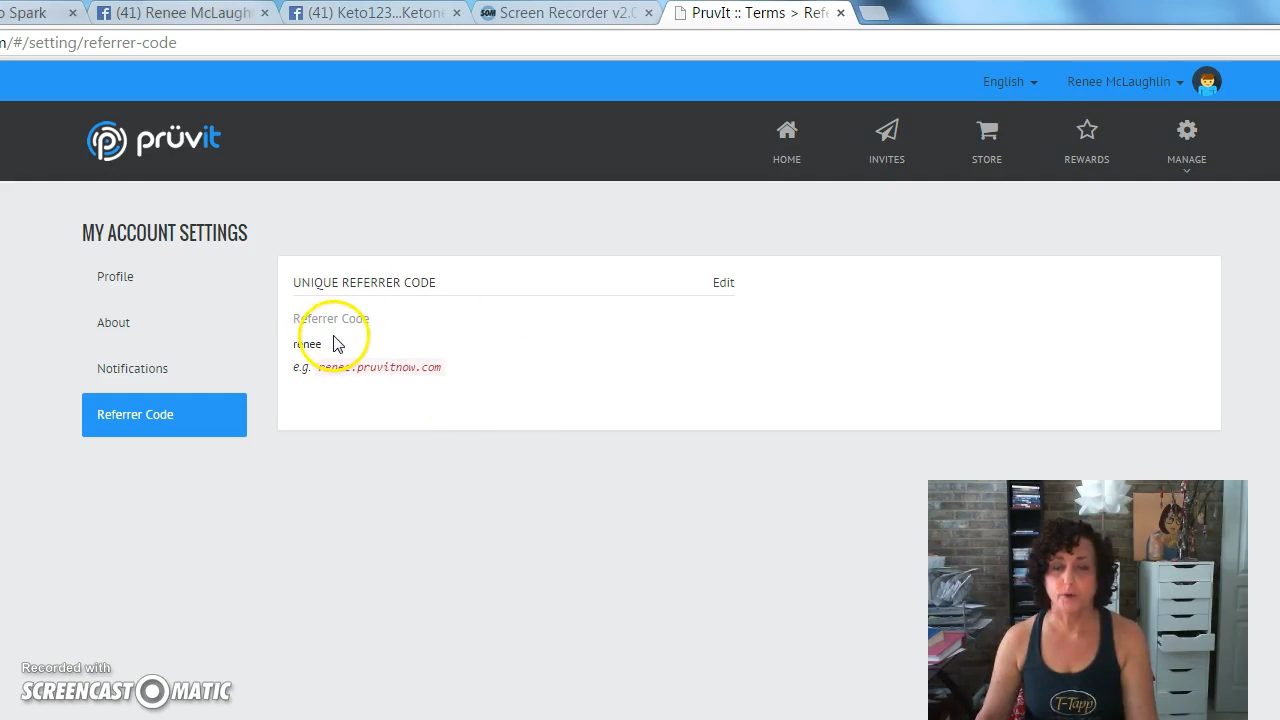 o Spark
(41) Renee McLaugh
(41) Keto123...Ketone
SOM
Screen Recorder v2.0
PruvIt :: Terms > Refe
/#/setting/referrer-code
English
Renee McLaughlin
prüvit
HOME
INVITES
STORE
REWARDS
MANAGE
MY ACCOUNT SETTINGS
Profile
About
Notifications
Referrer Code
UNIQUE REFERRER CODE
Edit
Referrer Code
renee
e.g. renee.pruvitnow.com
Recorded with
SCREENCAST-O-MATIC
T-Tapp